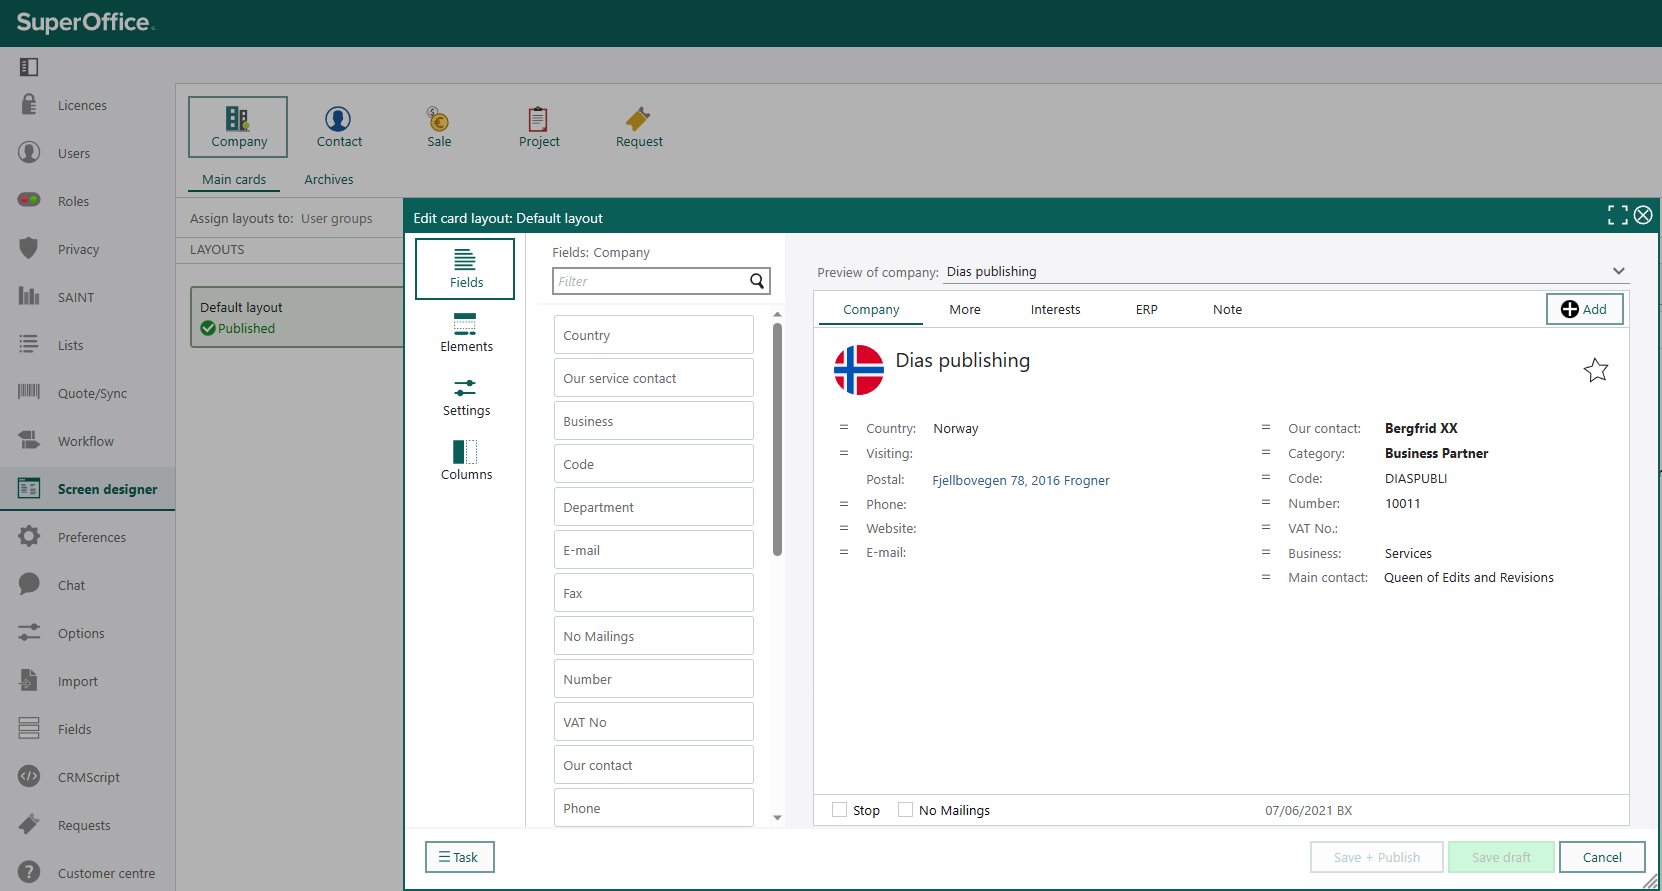 SuperOffice
Licences
Users
Roles
Privacy
SAINT
Lists
Quote/Sync
Workflow
Screen designer
Preferences
Chat
Options
Import
Fields
CRMScript
Requests
Customer centre
Company
Contact
Sale
Project
Request
Main cards
Archives
Assign layouts to: User groups
LAYOUTS
Default layout
Published
Edit card layout: Default layout
Fields
Elements
Settings
Columns
Fields: Company
Filter
Country
Our service contact
Business
Code
Department
E-mail
Fax
No Mailings
Number
VAT No
Our contact
Phone
Preview of company: Dias publishing
Company
More
Interests
ERP
Note
Add
Dias publishing
Country: Norway
Visiting:
Postal: Fjellbovegen 78, 2016 Frogner
Phone:
Website:
E-mail:
Our contact: Bergfrid XX
Category: Business Partner
Code: DIASPUBLI
Number: 10011
VAT No.:
Business: Services
Main contact: Queen of Edits and Revisions
Stop
No Mailings
07/06/2021 BX
Task
Save + Publish
Save draft
Cancel